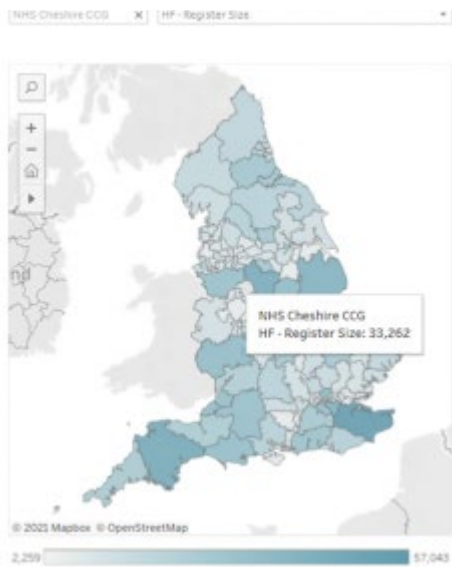 NHS Cheshire CCG
HF - Register Size
+
−
nd
NHS Cheshire CCG
HF - Register Size: 33,262
© 2021 Mapbox © OpenStreetMap
2,259
57,043